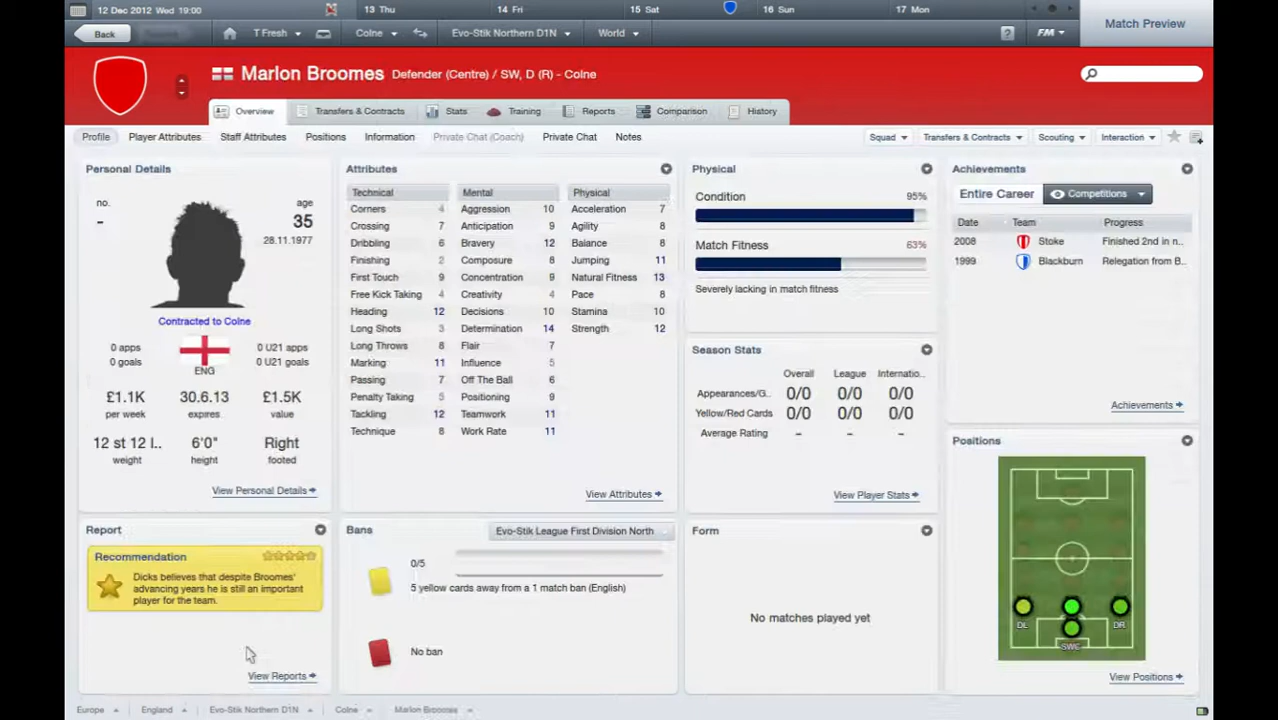 12 Dec 2012 Wed 19:00
13 Thu
14 Fri
15 Sat
16 Sun
17 Mon
Match Preview
Back
T Fresh
Colne
Evo-Stik Northern D1N
World
?
FM
Marlon Broomes
Defender (Centre) / SW, D (R) - Colne
Overview
Transfers & Contracts
Stats
Training
Reports
Comparison
History
Profile
Player Attributes
Staff Attributes
Positions
Information
Private Chat (Coach)
Private Chat
Notes
Squad
Transfers & Contracts
Scouting
Interaction
Personal Details
no.
-
age
35
28.11.1977
Contracted to Colne
0 apps
0 goals
ENG
0 U21 apps
0 U21 goals
£1.1K
per week
30.6.13
expires
£1.5K
value
12 st 12 l..
weight
6'0"
height
Right
footed
View Personal Details
Attributes
Technical
Corners 4
Crossing 7
Dribbling 6
Finishing 2
First Touch 9
Free Kick Taking 4
Heading 12
Long Shots 3
Long Throws 8
Marking 11
Passing 7
Penalty Taking 5
Tackling 12
Technique 8
Mental
Aggression 10
Anticipation 9
Bravery 12
Composure 8
Concentration 9
Creativity 4
Decisions 10
Determination 14
Flair 7
Influence 5
Off The Ball 6
Positioning 9
Teamwork 11
Work Rate 11
Physical
Acceleration 7
Agility 8
Balance 8
Jumping 11
Natural Fitness 13
Pace 8
Stamina 10
Strength 12
View Attributes
Physical
Condition 95%
Match Fitness 63%
Severely lacking in match fitness
Season Stats
Overall League Internatio..
Appearances/G.. 0/0 0/0 0/0
Yellow/Red Cards 0/0 0/0 0/0
Average Rating - - -
View Player Stats
Achievements
Entire Career
Competitions
Date Team Progress
2008 Stoke Finished 2nd in n..
1999 Blackburn Relegation from B..
Achievements
Report
Recommendation
Dicks believes that despite Broomes'
advancing years he is still an important
player for the team.
View Reports
Bans
Evo-Stik League First Division North
0/5
5 yellow cards away from a 1 match ban (English)
No ban
Form
No matches played yet
Positions
DL
DR
SWC
View Positions
Europe
England
Evo-Stik Northern D1N
Colne
Marlon Broomes